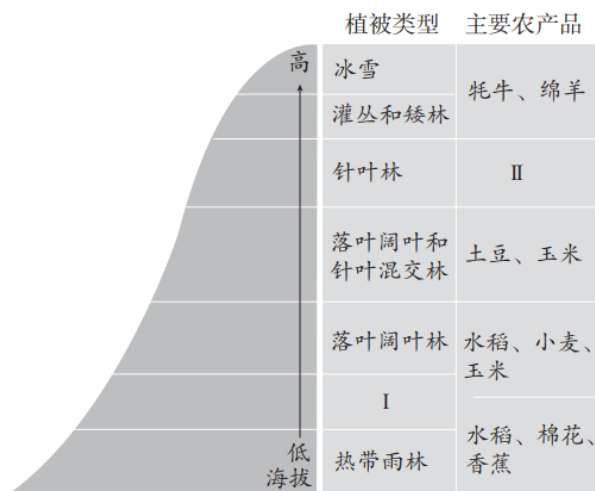 植被类型 主要农产品
高
冰雪
牦牛、绵羊
灌丛和矮林
针叶林
Ⅱ
落叶阔叶和
针叶混交林
土豆、玉米
落叶阔叶林
水稻、小麦、
玉米
Ⅰ
水稻、棉花、
香蕉
热带雨林
低
海拔